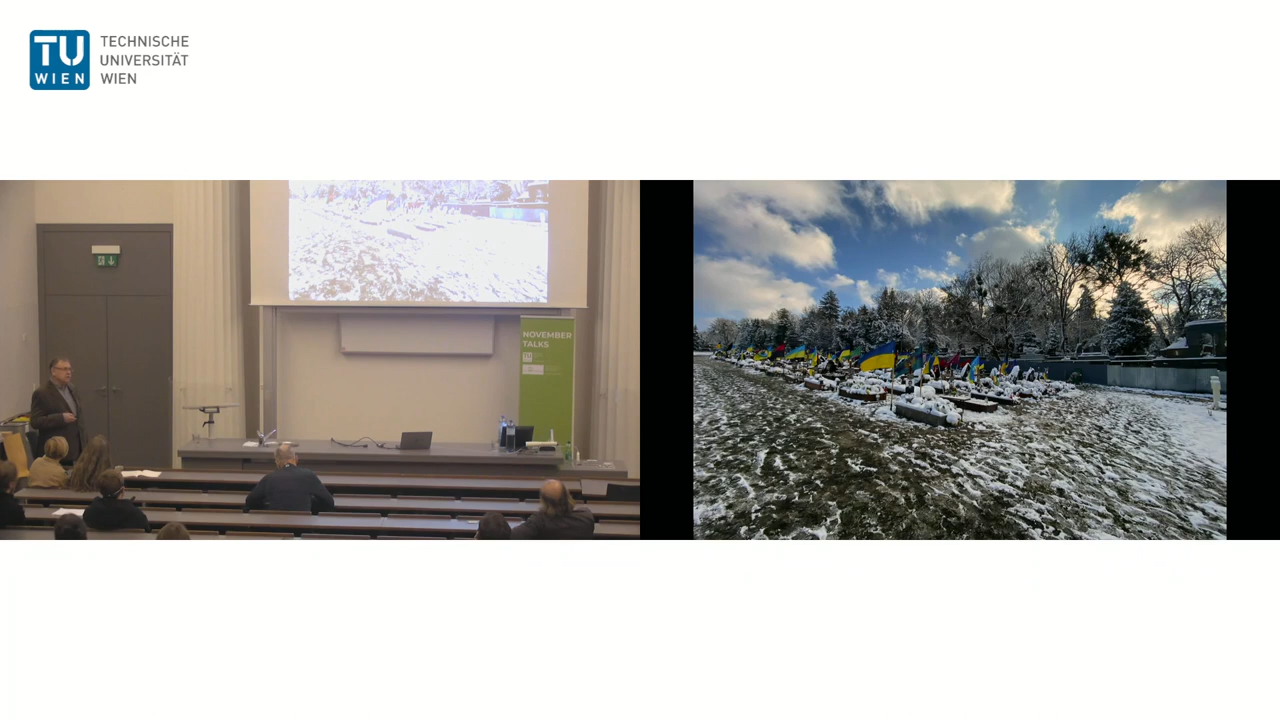 TU
WIEN
TECHNISCHE
UNIVERSITÄT
WIEN
NOVEMBER
TALKS